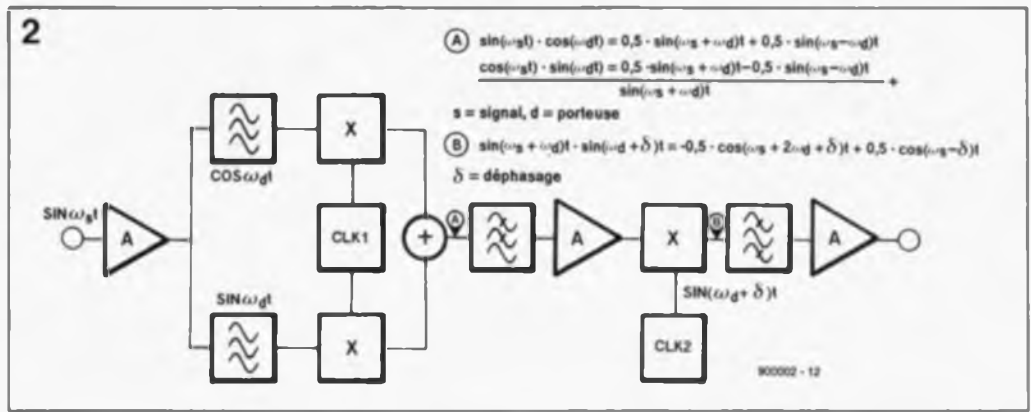 2
Ⓐ sin(ωst) · cos(ωdt) = 0,5 · sin(ωs + ωd)t + 0,5 · sin(ωs−ωd)t
cos(ωst) · sin(ωdt) = 0,5 · sin(ωs + ωd)t−0,5 · sin(ωs−ωd)t
+
sin(ωs + ωd)t
s = signal, d = porteuse
Ⓑ sin(ωs + ωd)t · sin(ωd + δ)t = -0,5 · cos(ωs + 2ωd + δ)t + 0,5 · cos(ωs−δ)t
δ = déphasage
X
COSωdt
SINωst
A
CLK1
+
Ⓐ
A
X
Ⓑ
A
SINωdt
SIN(ωd + δ)t
X
CLK2
900002 - 12